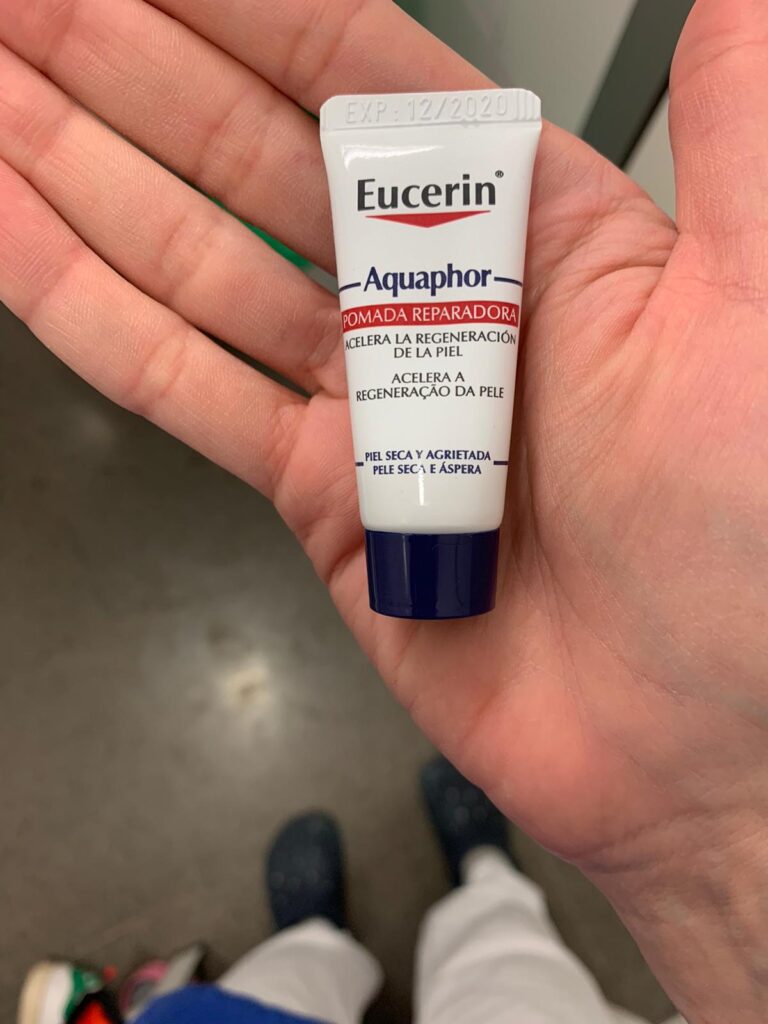 EXP: 12/2020
Eucerin®
Aquaphor
POMADA REPARADORA
ACELERA LA REGENERACIÓN
DE LA PIEL
ACELERA A
REGENERAÇÃO DA PELE
PIEL SECA Y AGRIETADA
PELE SECA E ÁSPERA